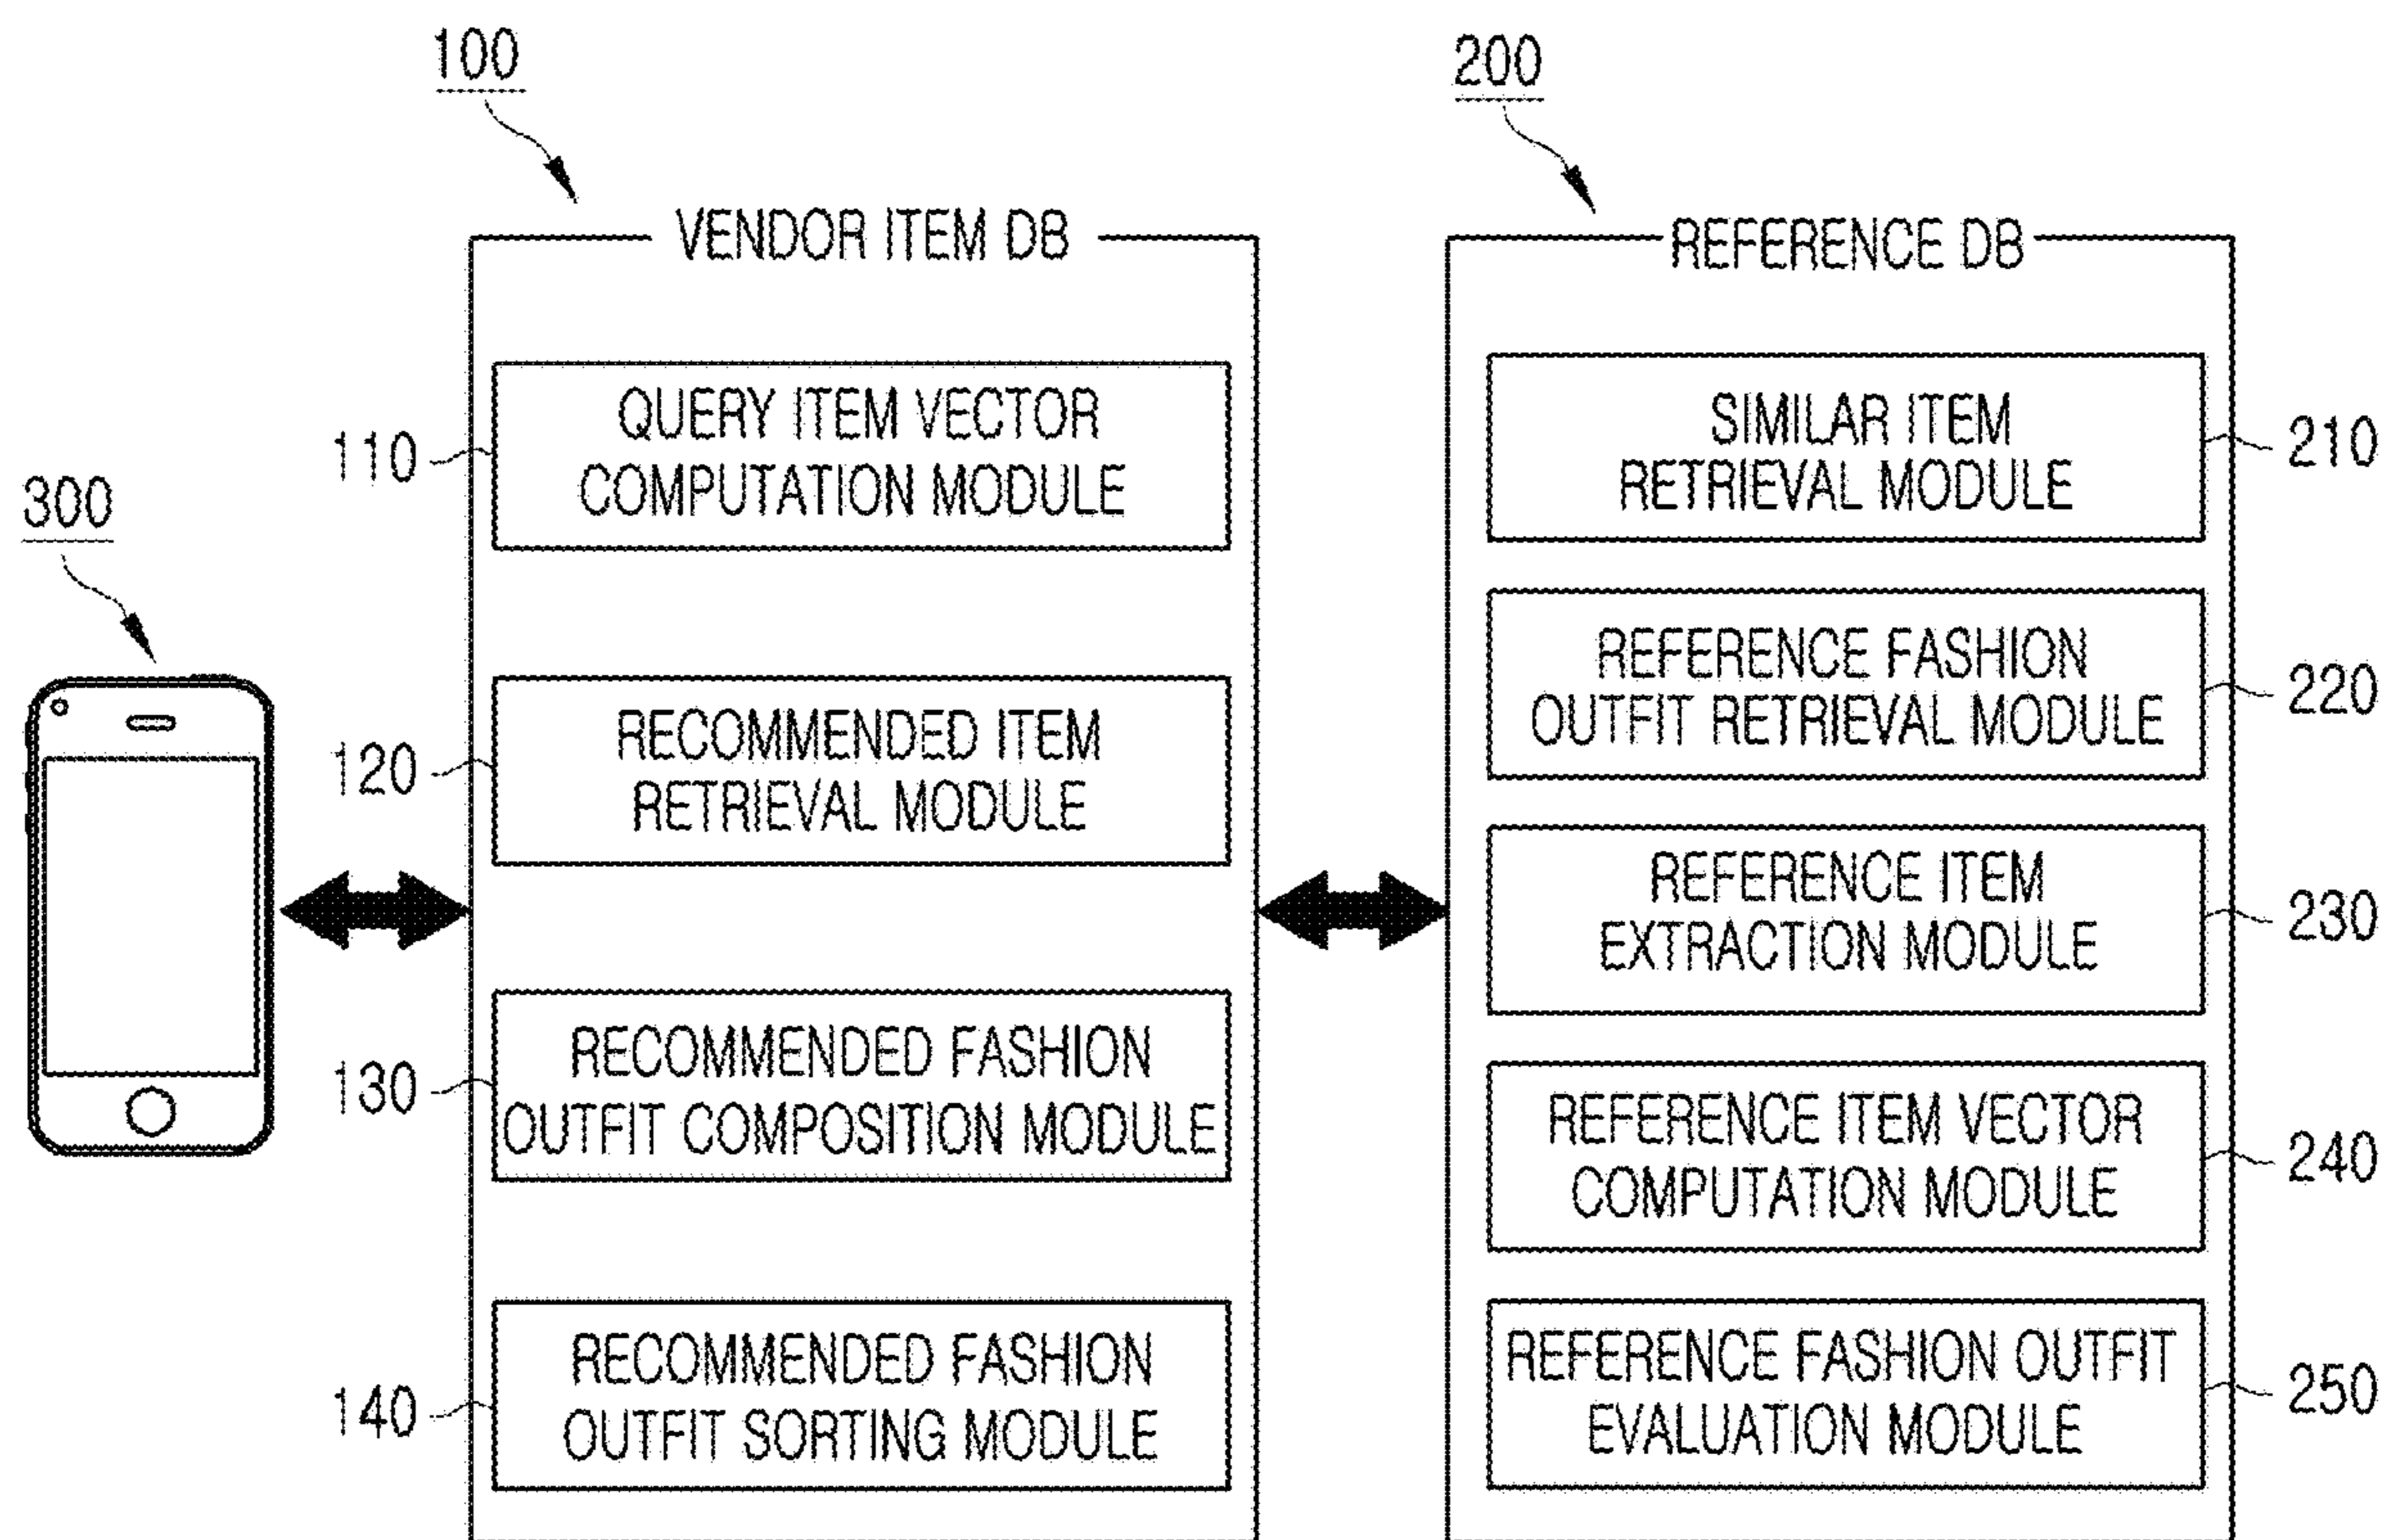 100
200
300
VENDOR ITEM DB
110
QUERY ITEM VECTOR
COMPUTATION MODULE
120
RECOMMENDED ITEM
RETRIEVAL MODULE
130
RECOMMENDED FASHION
OUTFIT COMPOSITION MODULE
140
RECOMMENDED FASHION
OUTFIT SORTING MODULE
REFERENCE DB
SIMILAR ITEM
RETRIEVAL MODULE
210
REFERENCE FASHION
OUTFIT RETRIEVAL MODULE
220
REFERENCE ITEM
EXTRACTION MODULE
230
REFERENCE ITEM VECTOR
COMPUTATION MODULE
240
REFERENCE FASHION OUTFIT
EVALUATION MODULE
250